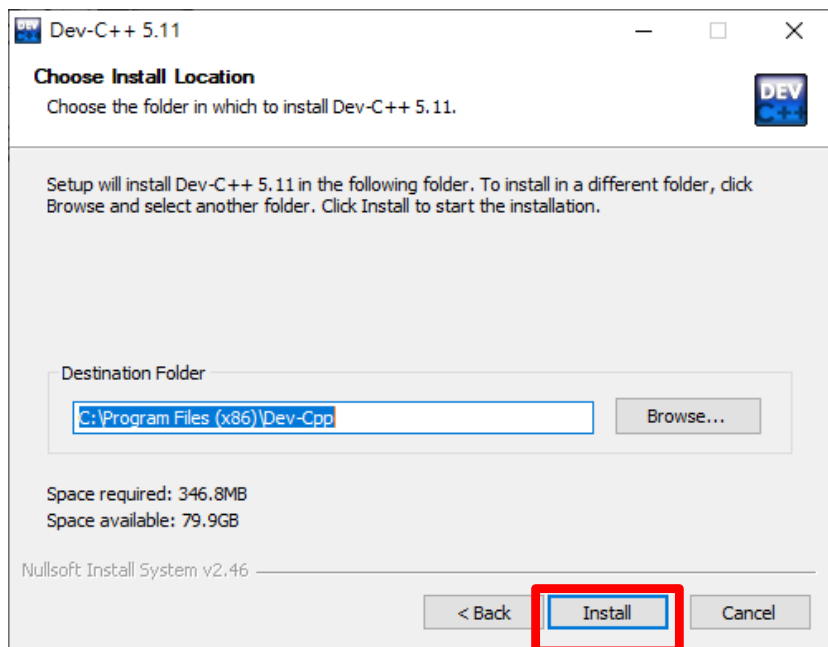 DEV
C++
Dev-C++ 5.11
Choose Install Location
Choose the folder in which to install Dev-C++ 5.11.
DEV
C++
Setup will install Dev-C++ 5.11 in the following folder. To install in a different folder, click
Browse and select another folder. Click Install to start the installation.
Destination Folder
C:\Program Files (x86)\Dev-Cpp
Browse...
Space required: 346.8MB
Space available: 79.9GB
Nullsoft Install System v2.46
< Back
Install
Cancel